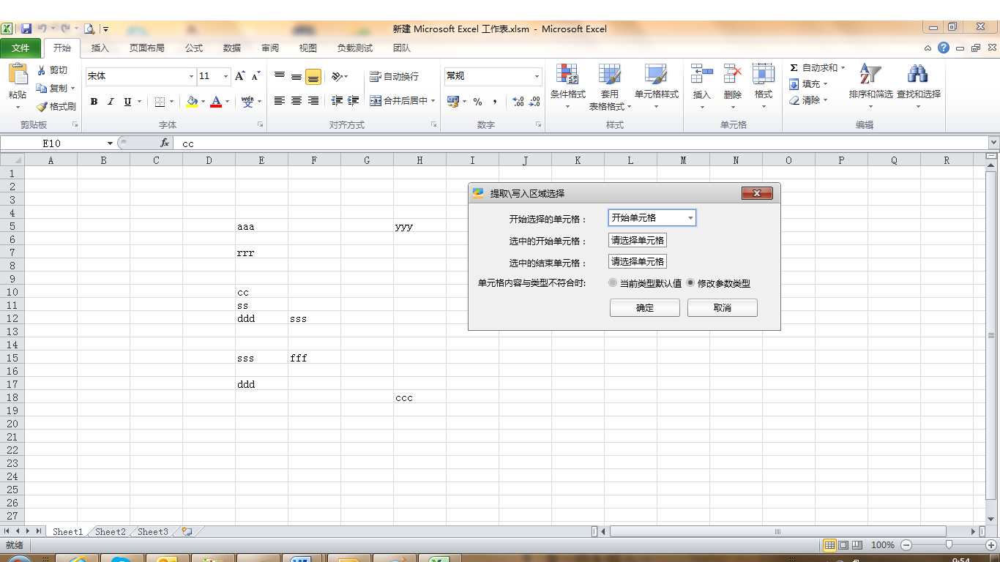 新建 Microsoft Excel 工作表.xlsm - Microsoft Excel
文件 开始 插入 页面布局 公式 数据 审阅 视图 负载测试 团队
剪切
复制
格式刷
粘贴
剪贴板
宋体 11
B I U
字体
自动换行
合并后居中
对齐方式
常规
%
数字
条件格式
套用
表格格式
单元格样式
样式
插入 删除 格式
单元格
Σ 自动求和
填充
清除
排序和筛选 查找和选择
编辑
E10 fx cc
A B C D E F G H I J K L M N O P Q R
1
2
3
4
5 aaa yyy
6
7 rrr
8
9
10 cc
11 ss
12 ddd sss
13
14
15 sss fff
16
17 ddd
18 ccc
19
20
21
22
23
24
25
26
27
提取\写入区域选择
开始选择的单元格： 开始单元格
选中的开始单元格： 请选择单元格
选中的结束单元格： 请选择单元格
单元格内容与类型不符合时: 当前类型默认值 修改参数类型
确定 取消
Sheet1 Sheet2 Sheet3
就绪 100%
9:54